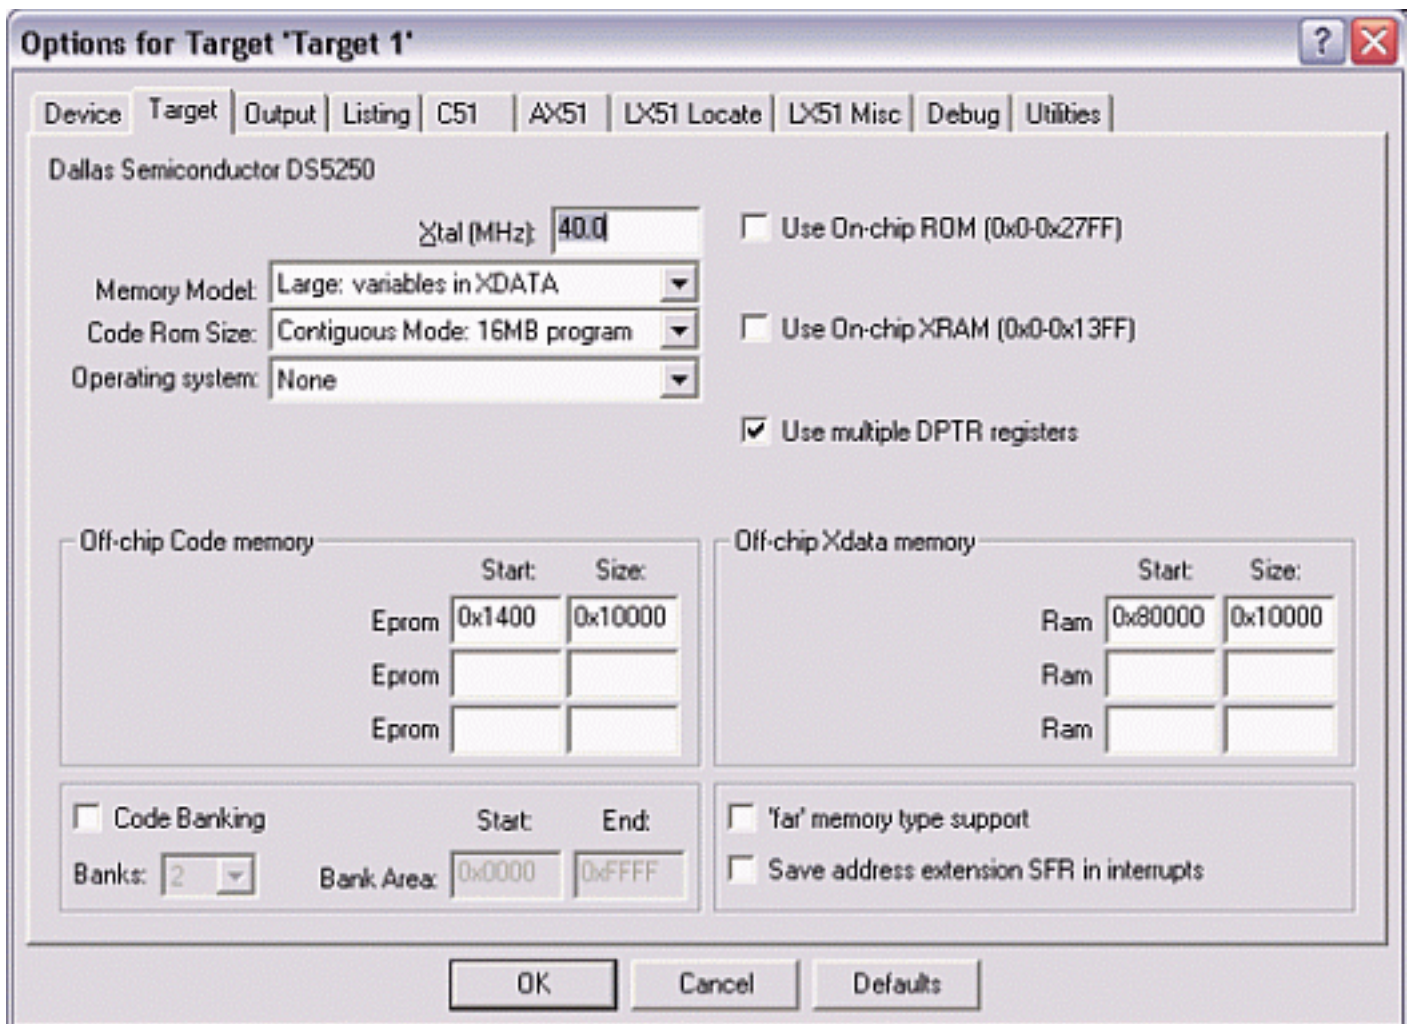 Options for Target 'Target 1'
Device Target Output Listing C51 AX51 LX51 Locate LX51 Misc Debug Utilities
Dallas Semiconductor DS5250
Xtal (MHz): 40.0
Use On-chip ROM (0x0-0x27FF)
Memory Model: Large: variables in XDATA
Code Rom Size: Contiguous Mode: 16MB program
Use On-chip XRAM (0x0-0x13FF)
Operating system: None
Use multiple DPTR registers
Off-chip Code memory
Start: Size:
Eprom 0x1400 0x10000
Eprom
Eprom
Off-chip Xdata memory
Start: Size:
Ram 0x80000 0x10000
Ram
Ram
Code Banking Start: End:
Banks: 2 Bank Area: 0x0000 0xFFFF
'far' memory type support
Save address extension SFR in interrupts
OK Cancel Defaults